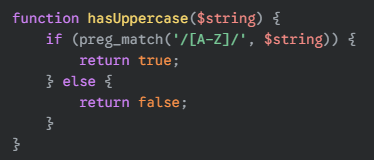 function hasUppercase($string) {
    if (preg_match('/[A-Z]/', $string)) {
        return true;
    } else {
        return false;
    }
}